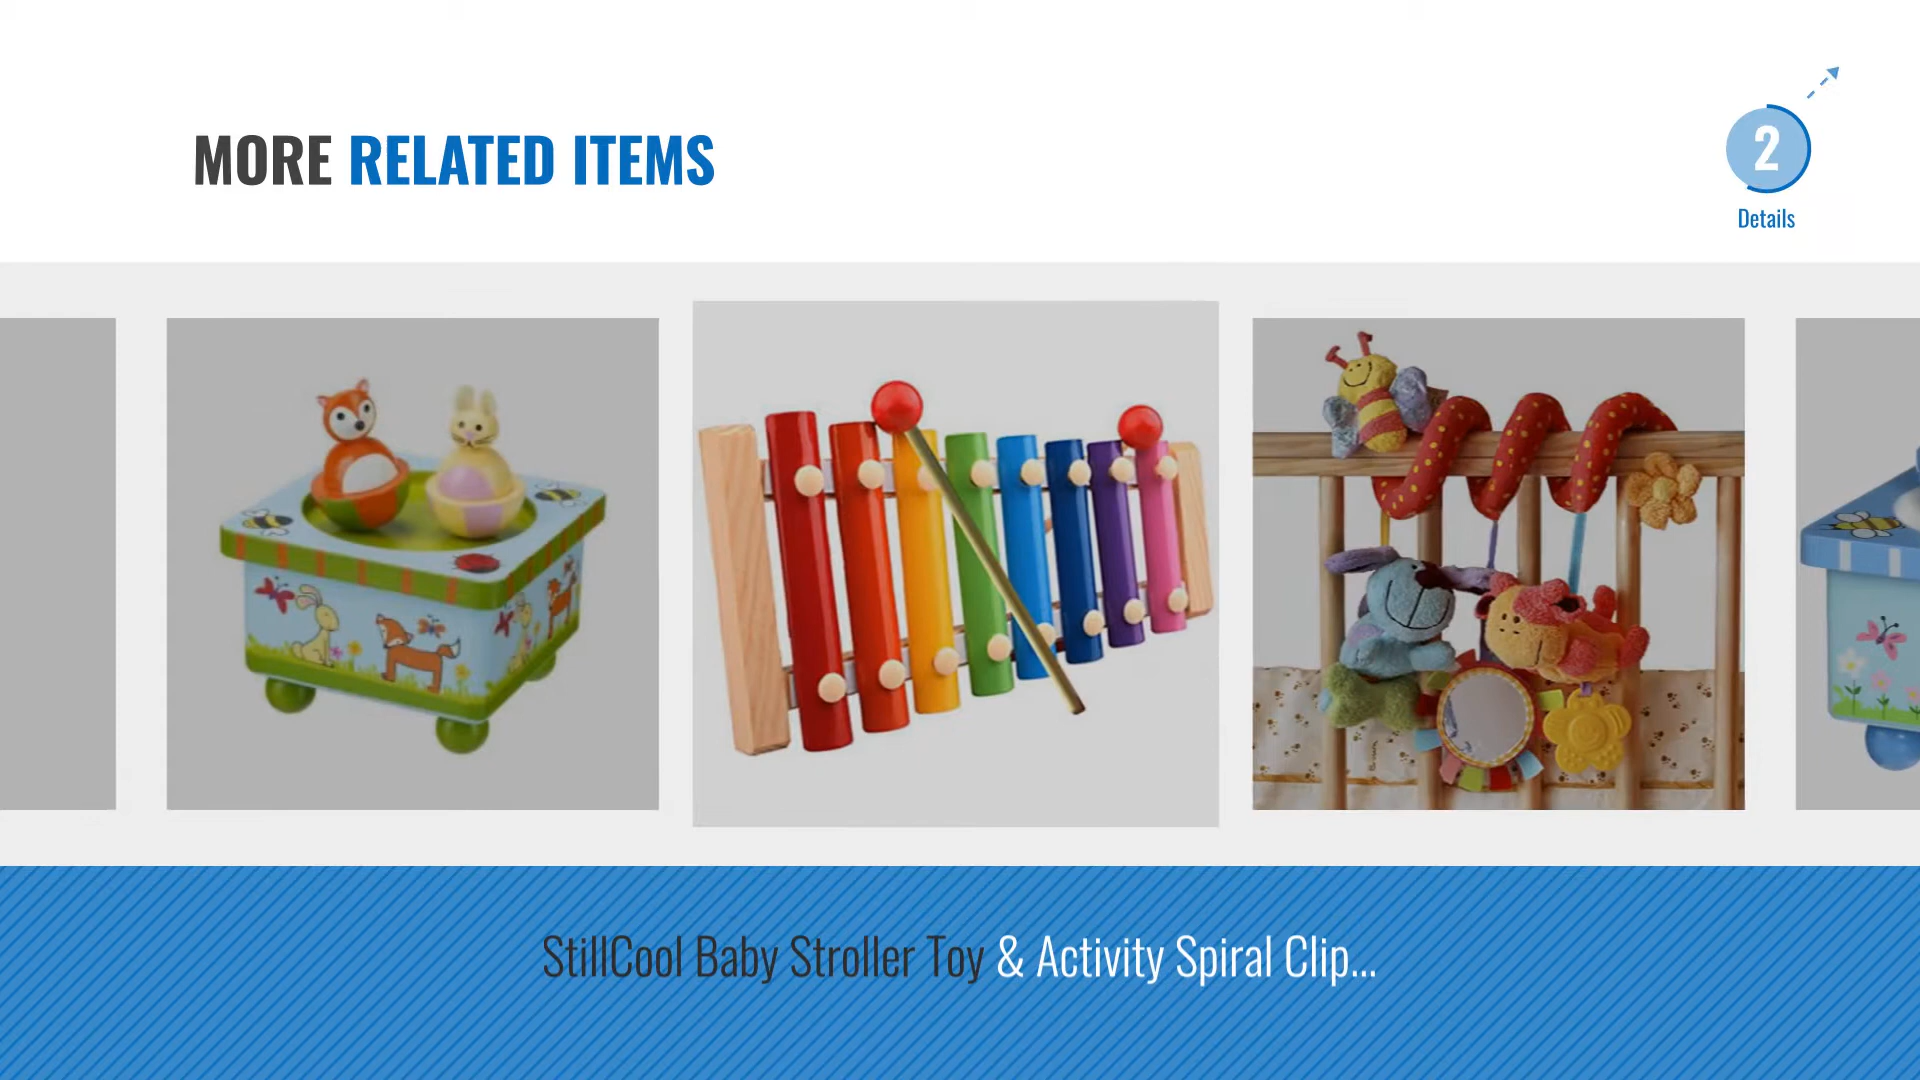 MORE RELATED ITEMS
2
Details
StillCool Baby Stroller Toy & Activity Spiral Clip...